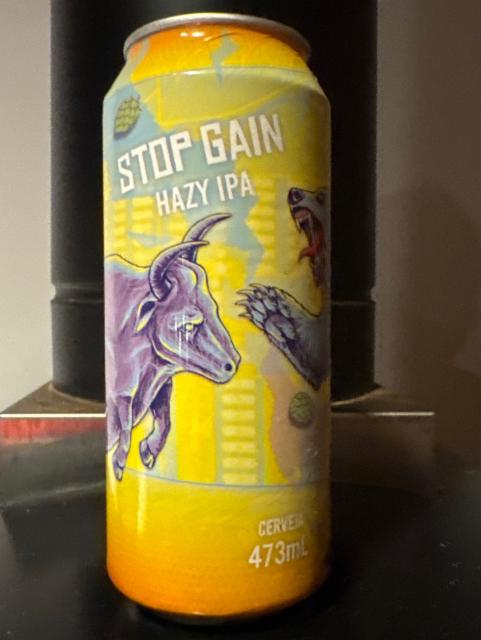 STOP GAIN
HAZY IPA
CERVEJA
473mL